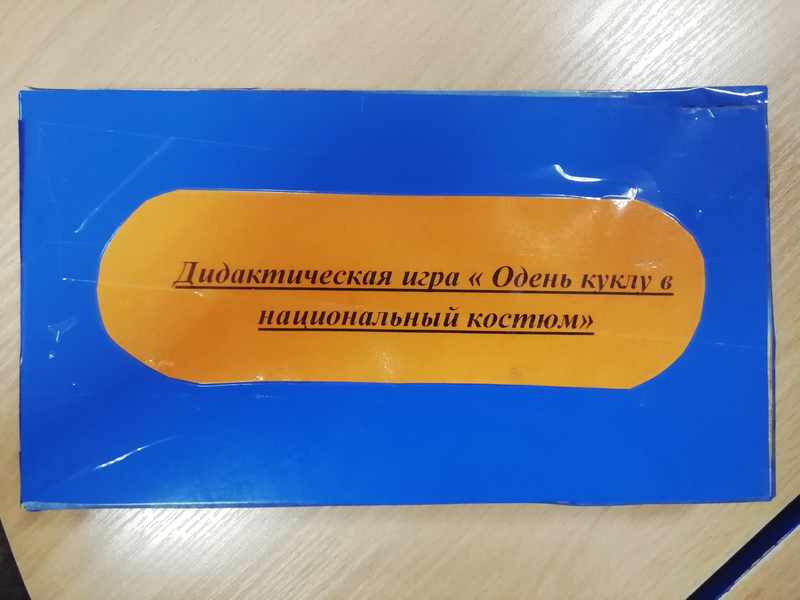 Дидактическая игра « Одень куклу в
национальный костюм»